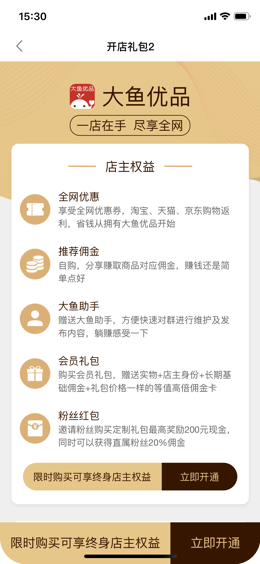 15:30
开店礼包2
大鱼优品
大鱼优品
一店在手 尽享全网
店主权益
全网优惠
享受全网优惠券，淘宝、天猫、京东购物返
利，省钱从拥有大鱼优品开始
推荐佣金
自购，分享赚取商品对应佣金，赚钱还是简
单点好
大鱼助手
赠送大鱼助手，方便快速对群进行维护及发
布内容，躺赚感受一下
会员礼包
购买会员礼包，赠送实物+店主身份+长期基
础佣金+礼包价格一样的等值高倍佣金卡
粉丝红包
邀请粉丝购买定制礼包最高奖励200元现金，
同时可以获得直属粉丝20%佣金
限时购买可享终身店主权益 立即开通
限时购买可享终身店主权益 立即开通